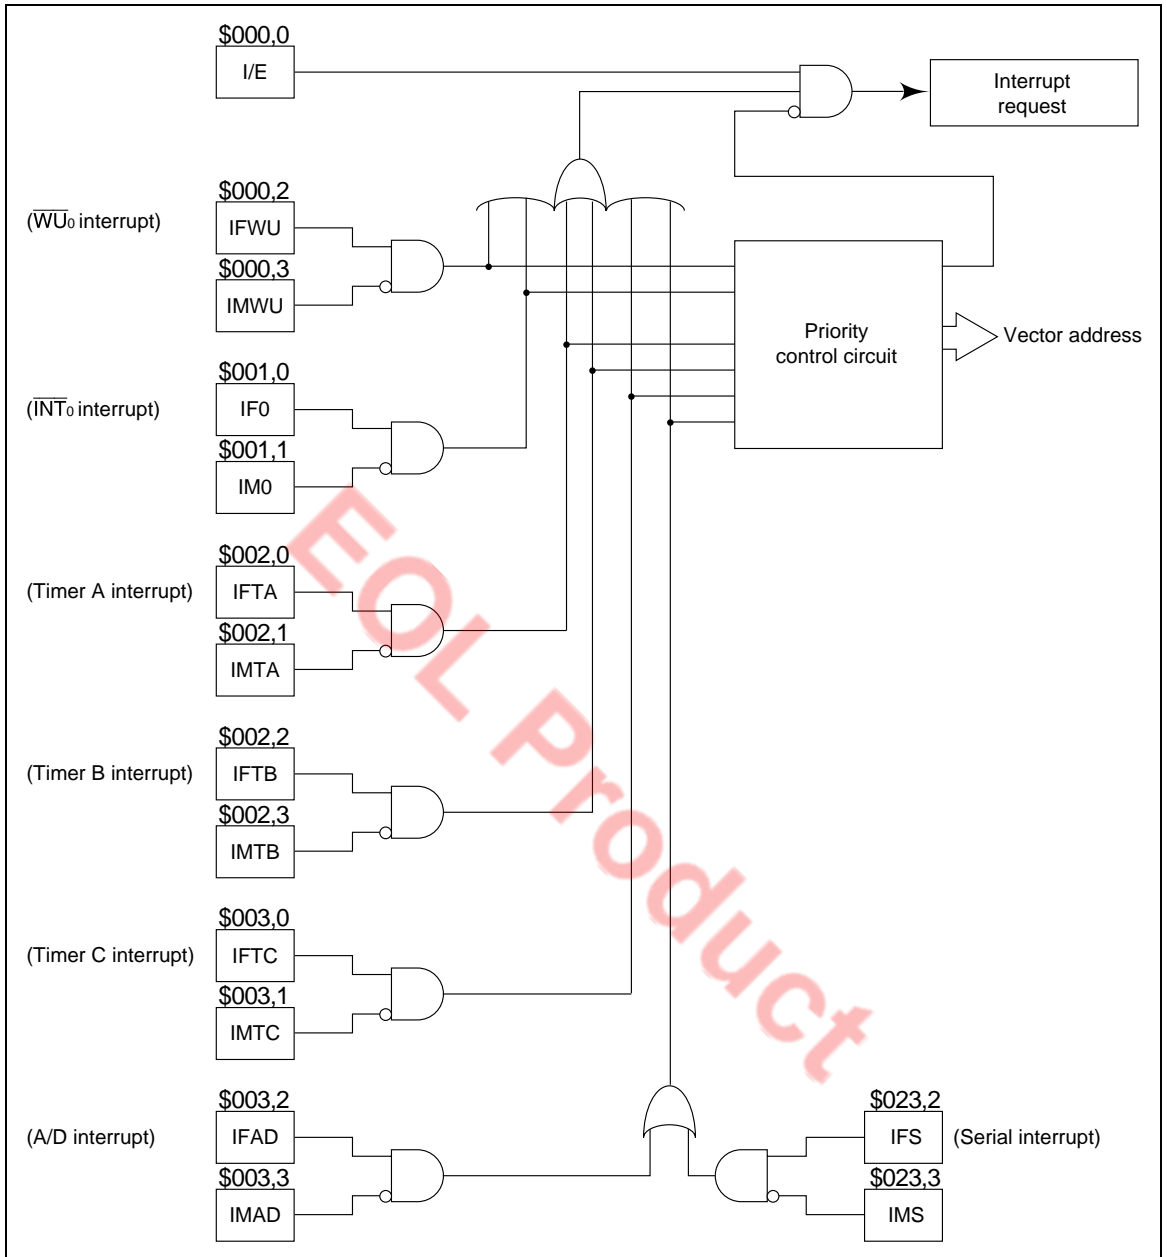 $000,0
I/E
Interrupt
request
$000,2
(WU0 interrupt)
IFWU
$000,3
IMWU
Priority
control circuit
Vector address
$001,0
(INT0 interrupt)
IF0
$001,1
IM0
$002,0
(Timer A interrupt)
IFTA
$002,1
IMTA
$002,2
(Timer B interrupt)
IFTB
$002,3
IMTB
$003,0
(Timer C interrupt)
IFTC
$003,1
IMTC
$003,2
(A/D interrupt)
IFAD
$003,3
IMAD
$023,2
IFS
(Serial interrupt)
$023,3
IMS
EOL Product